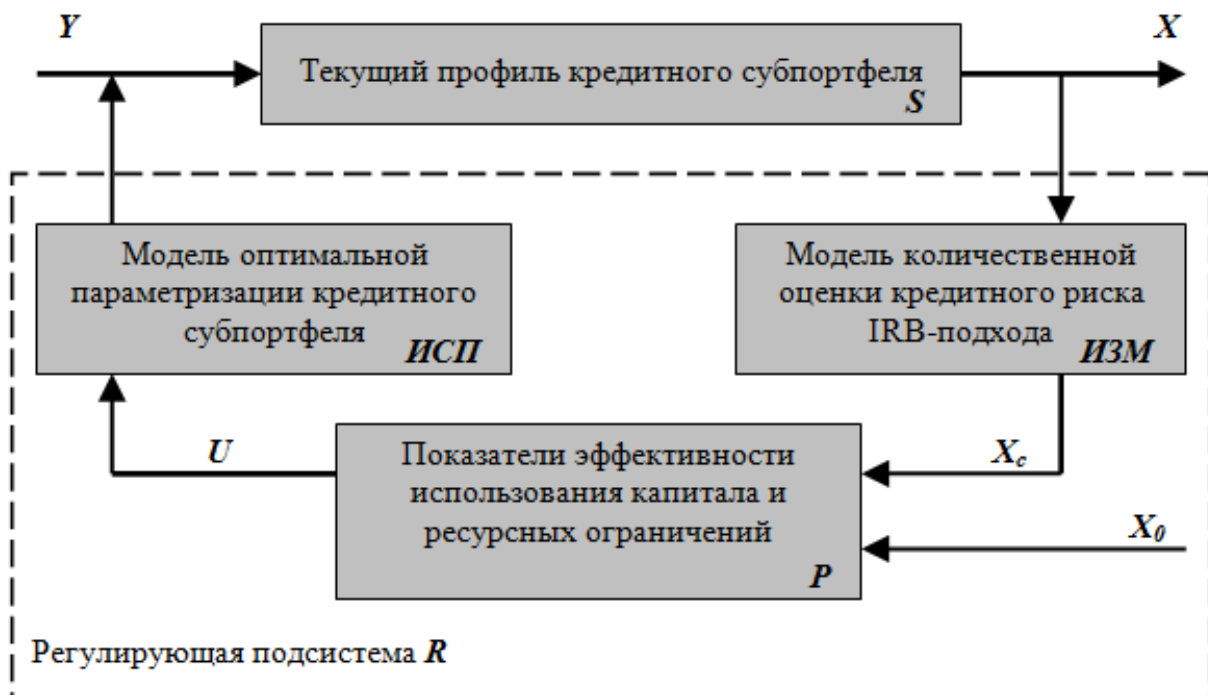 Y
X
Текущий профиль кредитного субпортфеля
S
Модель оптимальной
параметризации кредитного
субпортфеля
ИСП
Модель количественной
оценки кредитного риска
IRB-подхода
ИЗМ
U
Показатели эффективности
использования капитала и
ресурсных ограничений
P
Xc
X0
Регулирующая подсистема R